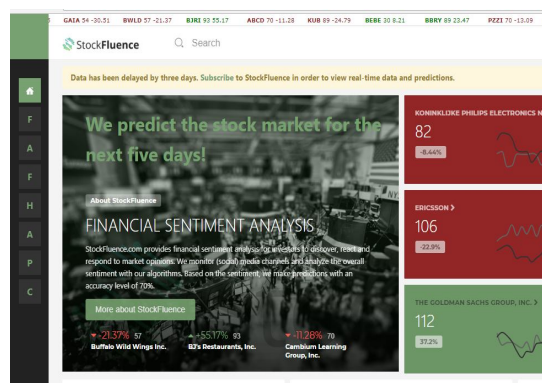 GAIA 54 -30.51 BWLD 57 -21.37 BJRI 93 55.17 ABCD 70 -11.28 KUB 89 -24.79 BEBE 30 8.21 BBRY 89 23.47 PZZI 70 -13.09
StockFluence
Search
Data has been delayed by three days. Subscribe to StockFluence in order to view real-time data and predictions.
F
A
F
H
A
P
C
We predict the stock market for the
next five days!
About StockFluence
FINANCIAL SENTIMENT ANALYSIS
StockFluence.com provides financial sentiment analysis for investors to discover, react and
respond to market opinions. We monitor (social) media channels and analyze the overall
sentiment with our algorithms. Based on the sentiment, we make predictions with an
accuracy level of 70%.
More about StockFluence
-21.37% 57
Buffalo Wild Wings Inc.
+55.17% 93
BJ's Restaurants, Inc.
-11.28% 70
Cambium Learning
Group, Inc.
KONINKLIJKE PHILIPS ELECTRONICS N
82
-8.44%
ERICSSON >
106
-22.9%
THE GOLDMAN SACHS GROUP, INC. >
112
37.2%